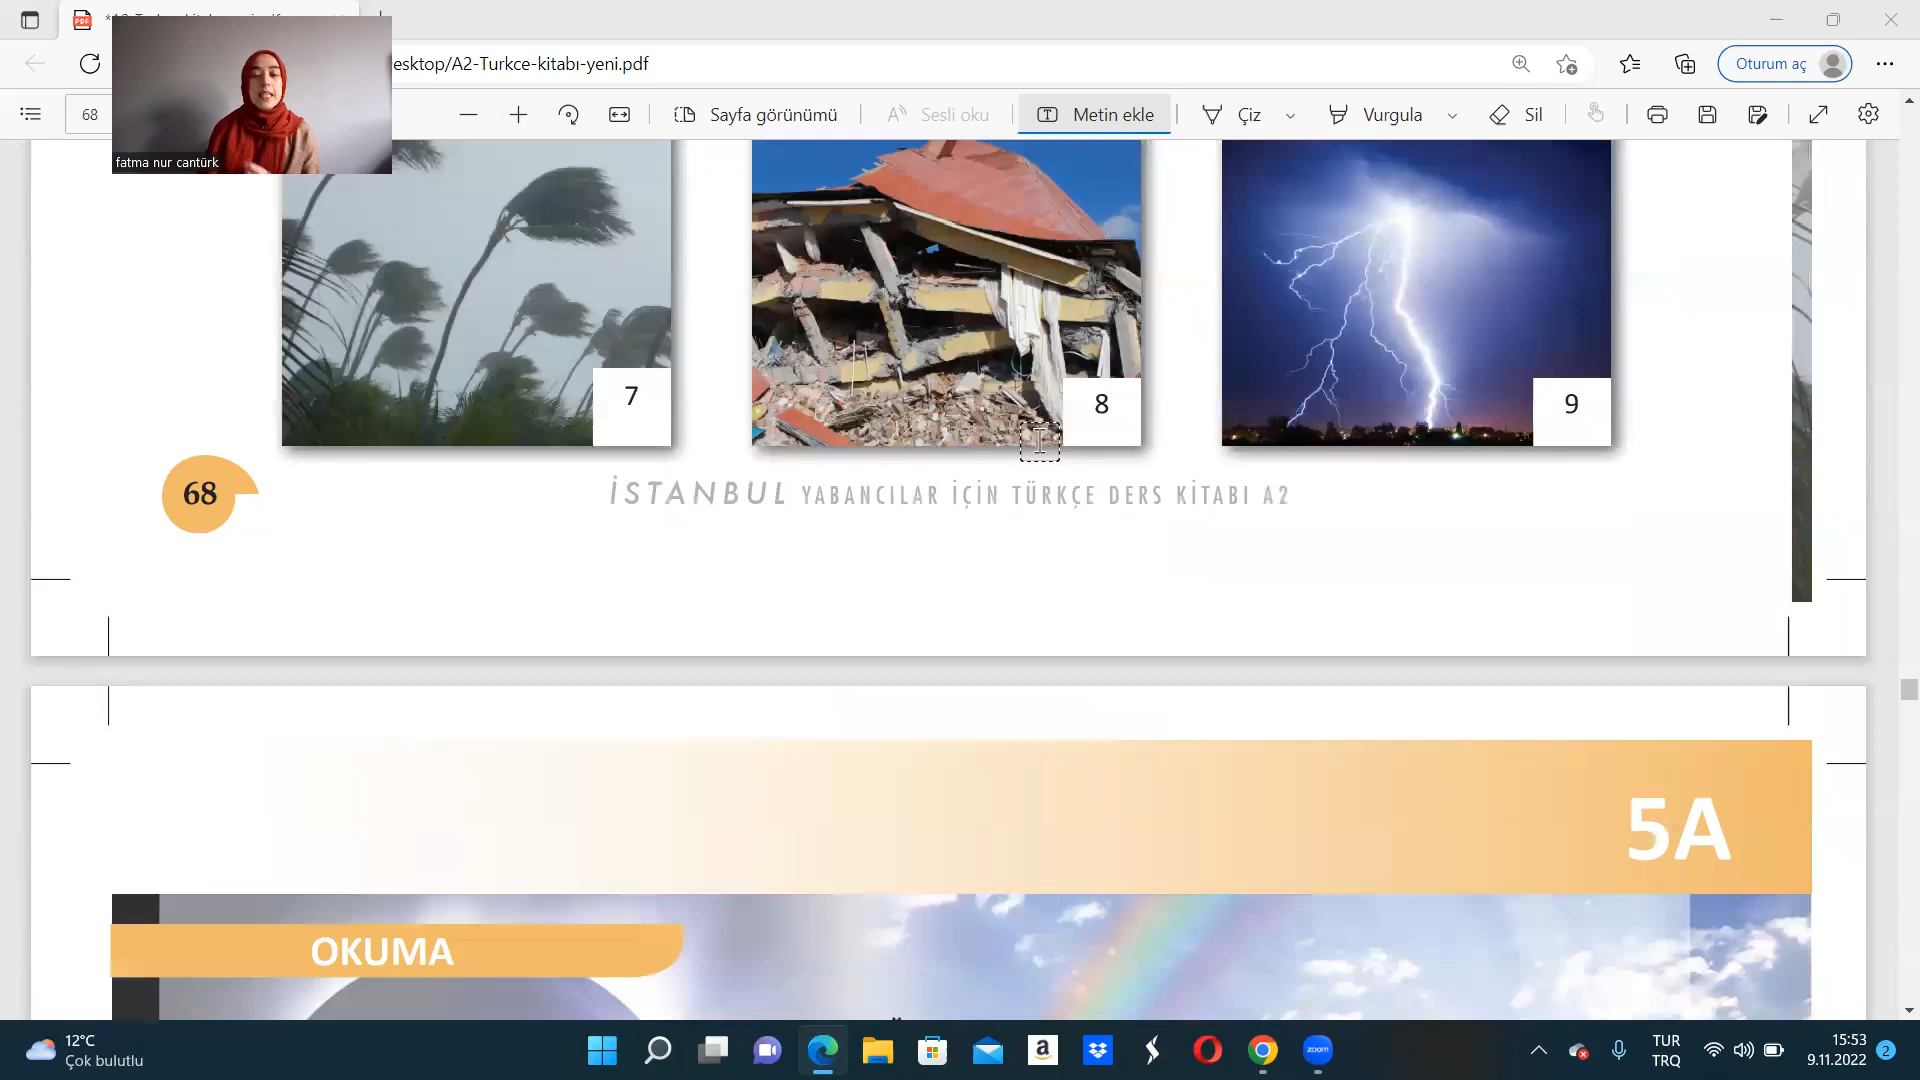 esktop/A2-Turkce-kitabı-yeni.pdf
Oturum aç
68
Sayfa görünümü
Sesli oku
Metin ekle
Çiz
Vurgula
Sil
fatma nur cantürk
7
8
9
68
İSTANBUL YABANCILAR İÇİN TÜRKÇE DERS KİTABI A2
5A
OKUMA
12°C
Çok bulutlu
zoom
TUR
TRQ
15:53
9.11.2022
2